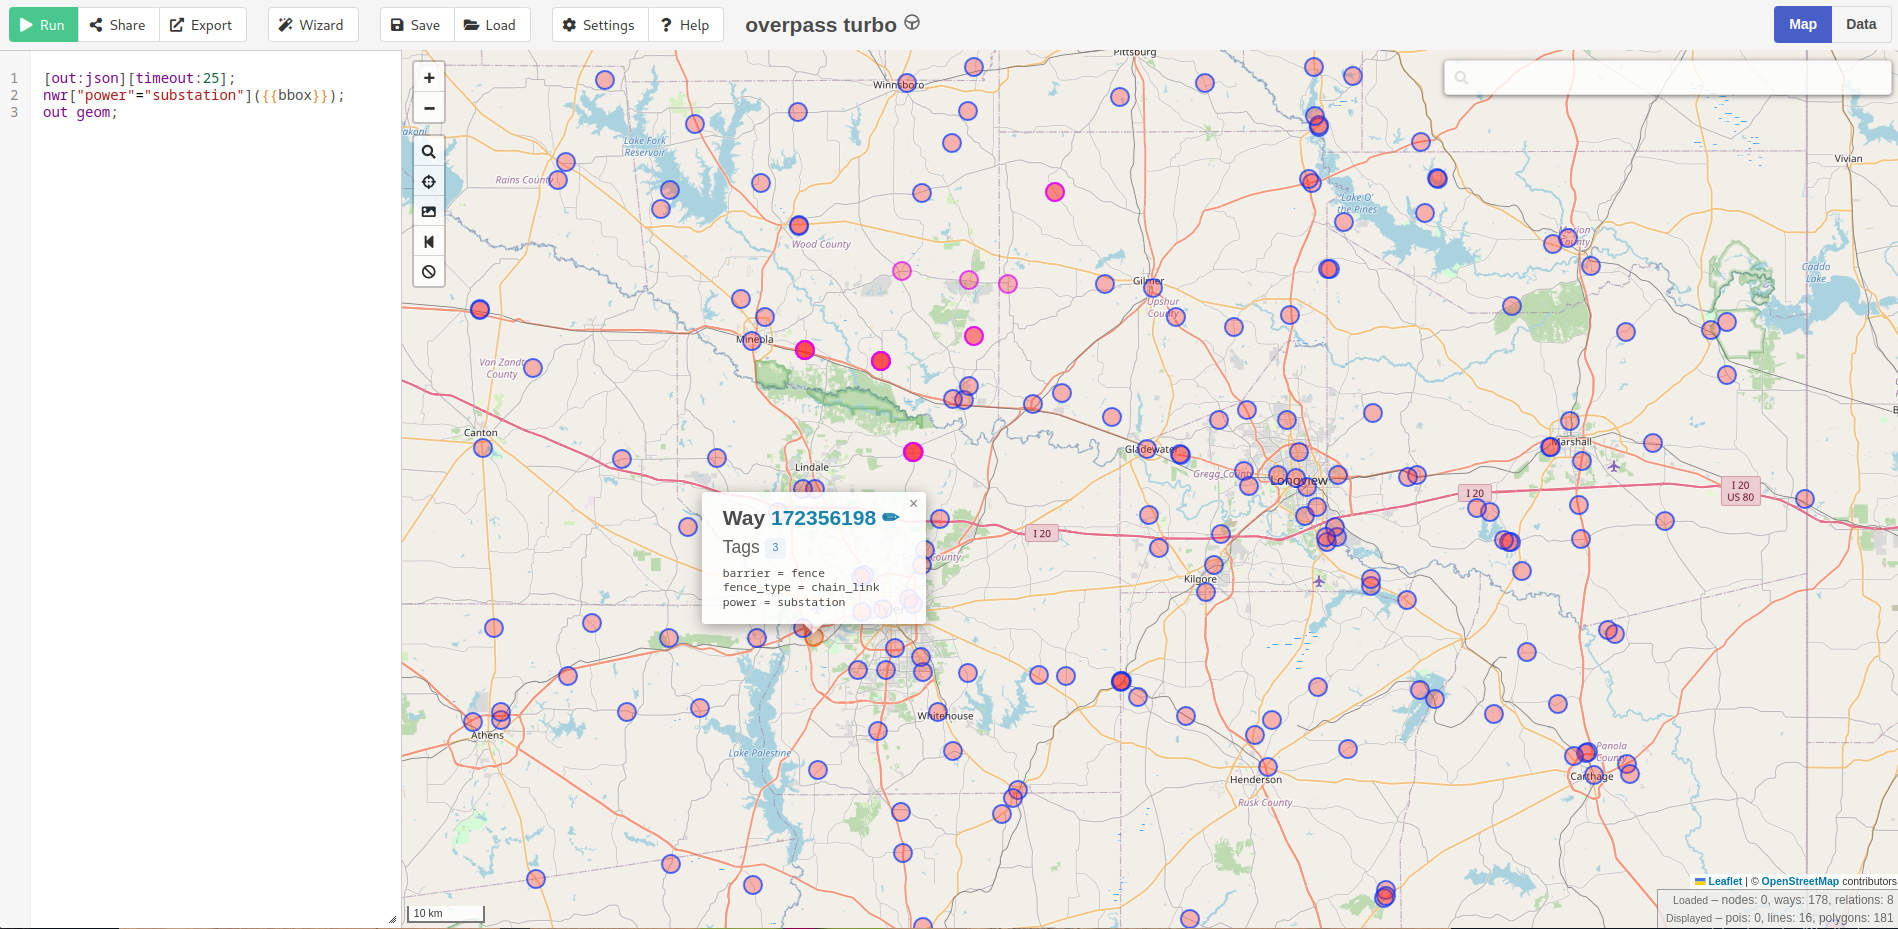 Run
Share
Export
Wizard
Save
Load
Settings
Help
overpass turbo
Map
Data
1 [out:json][timeout:25];
2 nwr["power"="substation"]({{bbox}});
3 out geom;
+
−
Pittsburg
Winnsboro
Lake Fork
Reservoir
Rains County
Wood County
Vivian
Lake O'
the Pines
Marion
County
Caddo
Lake
Gilmer
Upshur
County
Mineola
Van Zandt
County
Canton
Lindale
Gladewater
Gregg County
Longview
Marshall
I 20
I 20
US 80
I 20
County
Way 172356198
×
Tags 3
barrier = fence
fence_type = chain_link
power = substation
Tyler
Kilgore
Athens
Whitehouse
Lake Palestine
Henderson
Rusk County
Panola
County
Carthage
10 km
Leaflet | © OpenStreetMap contributors
Loaded – nodes: 0, ways: 178, relations: 8
Displayed – pois: 0, lines: 16, polygons: 181